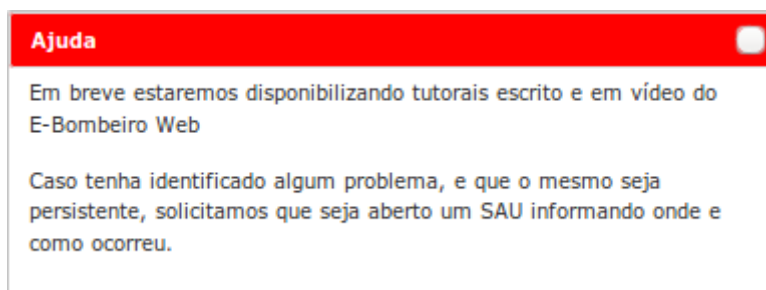 Ajuda
Em breve estaremos disponibilizando tutorais escrito e em vídeo do
E-Bombeiro Web
Caso tenha identificado algum problema, e que o mesmo seja
persistente, solicitamos que seja aberto um SAU informando onde e
como ocorreu.